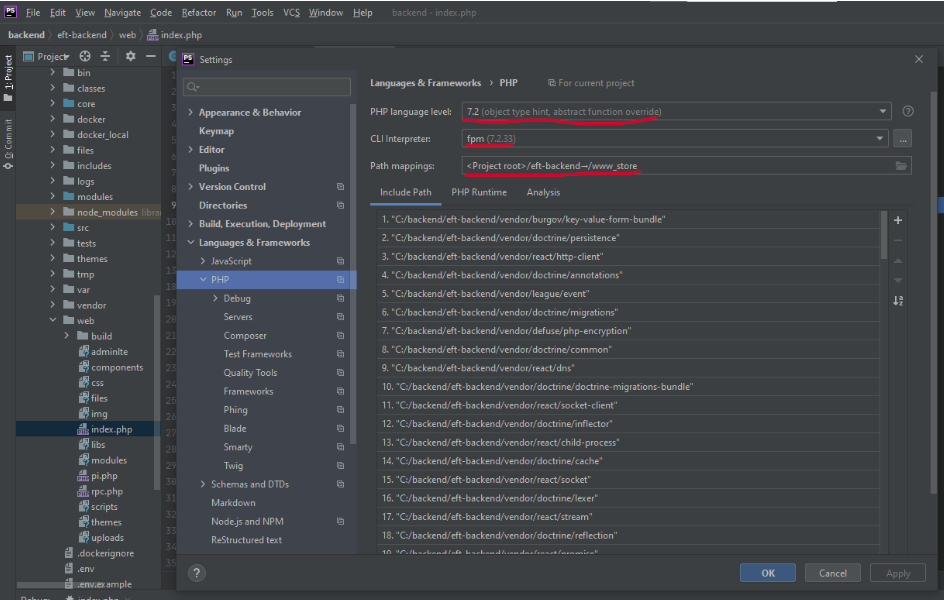 PS File Edit View Navigate Code Refactor Run Tools VCS Window Help backend - index.php
backend › eft-backend › web › index.php
1: Project
0: Commit
Project
bin
classes
core
docker
docker_local
files
includes
logs
modules
node_modules
src
tests
themes
tmp
var
vendor
web
build
adminlte
components
css
files
img
index.php
libs
modules
pi.php
rpc.php
scripts
themes
uploads
.dockerignore
.env
.env.example
index.php
PS Settings
Appearance & Behavior
Keymap
Editor
Plugins
Version Control
Directories
Build, Execution, Deployment
Languages & Frameworks
JavaScript
PHP
Debug
Servers
Composer
Test Frameworks
Quality Tools
Frameworks
Phing
Blade
Smarty
Twig
Schemas and DTDs
Markdown
Node.js and NPM
ReStructured text
Languages & Frameworks › PHP For current project
PHP language level: 7.2 (object type hint, abstract function override) ?
CLI Interpreter: fpm (7.2.33) ...
Path mappings: <Project root>/eft-backend→/www_store
Include Path PHP Runtime Analysis
1. "C:/backend/eft-backend/vendor/burgov/key-value-form-bundle"
2. "C:/backend/eft-backend/vendor/doctrine/persistence"
3. "C:/backend/eft-backend/vendor/react/http-client"
4. "C:/backend/eft-backend/vendor/doctrine/annotations"
5. "C:/backend/eft-backend/vendor/league/event"
6. "C:/backend/eft-backend/vendor/doctrine/migrations"
7. "C:/backend/eft-backend/vendor/defuse/php-encryption"
8. "C:/backend/eft-backend/vendor/doctrine/common"
9. "C:/backend/eft-backend/vendor/react/dns"
10. "C:/backend/eft-backend/vendor/doctrine/doctrine-migrations-bundle"
11. "C:/backend/eft-backend/vendor/react/socket-client"
12. "C:/backend/eft-backend/vendor/doctrine/inflector"
13. "C:/backend/eft-backend/vendor/react/child-process"
14. "C:/backend/eft-backend/vendor/doctrine/cache"
15. "C:/backend/eft-backend/vendor/react/socket"
16. "C:/backend/eft-backend/vendor/doctrine/lexer"
17. "C:/backend/eft-backend/vendor/react/stream"
18. "C:/backend/eft-backend/vendor/doctrine/reflection"
19. "C:/backend/eft-backend/vendor/react/promise"
? OK Cancel Apply